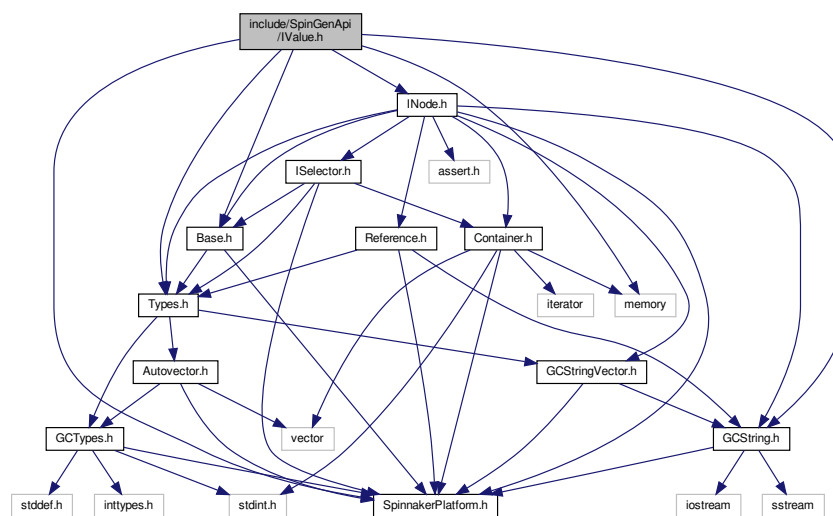 include/SpinGenApi
/IValue.h
INode.h
ISelector.h
assert.h
Base.h
Reference.h
Container.h
Types.h
iterator
memory
Autovector.h
GCStringVector.h
GCTypes.h
vector
GCString.h
stddef.h
inttypes.h
stdint.h
SpinnakerPlatform.h
iostream
sstream